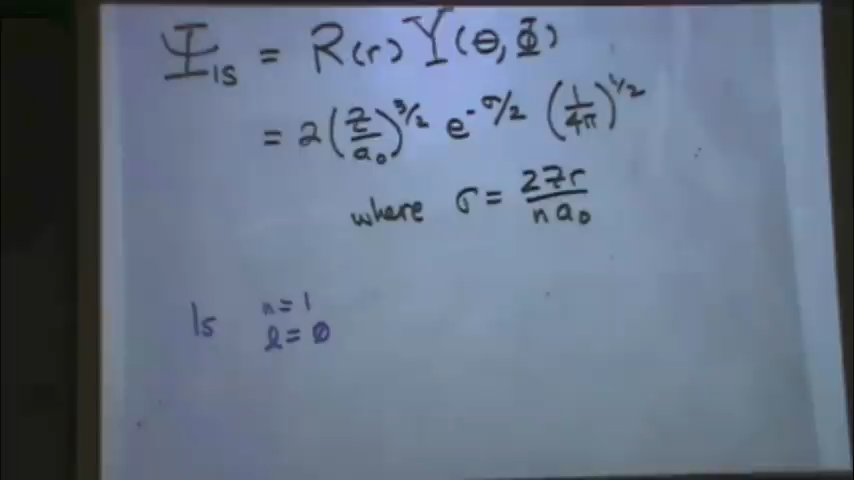 Ψ₁ₛ = R(r) Y(θ, Φ)
= 2 (Z/a₀)^3/2 e^-σ/2 (1/4π)^1/2
where σ = 2Zr/na₀
1s n = 1
l = 0